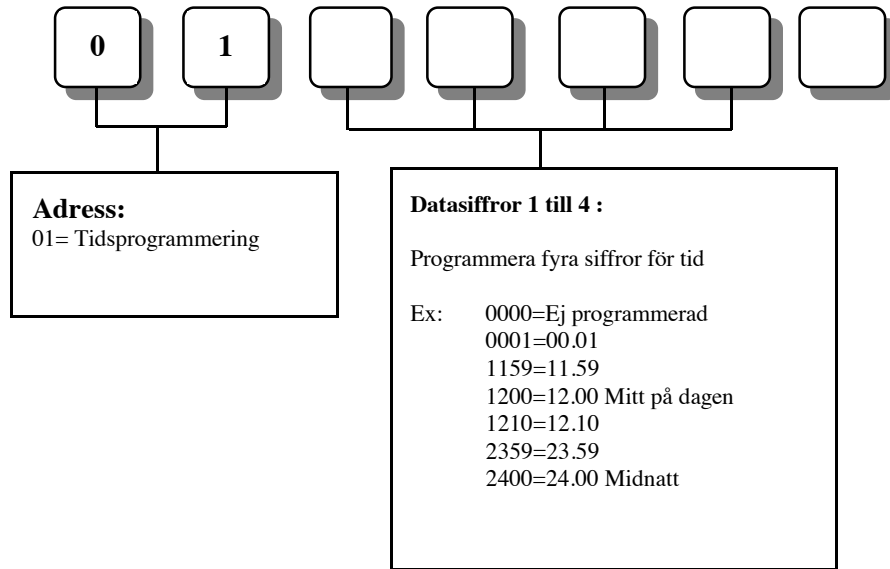 0 1
Adress:
01= Tidsprogrammering
Datasiffror 1 till 4 :
Programmera fyra siffror för tid
Ex: 0000=Ej programmerad
0001=00.01
1159=11.59
1200=12.00 Mitt på dagen
1210=12.10
2359=23.59
2400=24.00 Midnatt